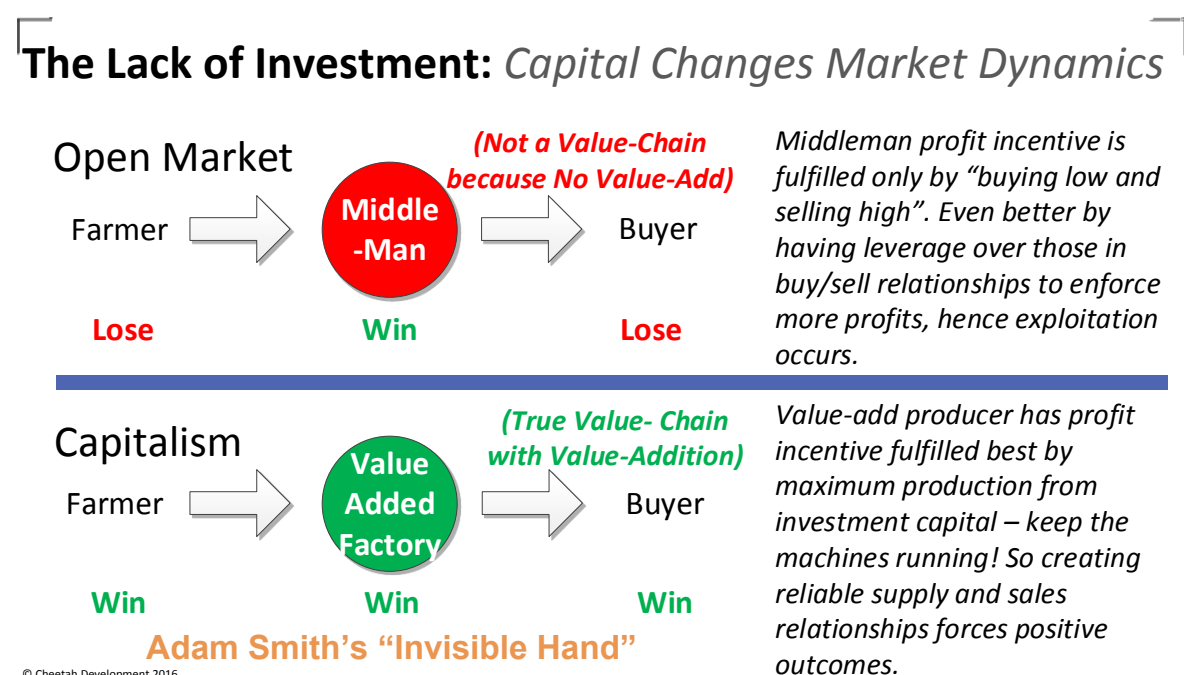 The Lack of Investment: Capital Changes Market Dynamics
Open Market
(Not a Value-Chain
because No Value-Add)
Farmer
Middle
-Man
Buyer
Lose
Win
Lose
Middleman profit incentive is
fulfilled only by “buying low and
selling high”. Even better by
having leverage over those in
buy/sell relationships to enforce
more profits, hence exploitation
occurs.
Capitalism
(True Value- Chain
with Value-Addition)
Farmer
Value
Added
Factory
Buyer
Win
Win
Win
Adam Smith’s “Invisible Hand”
Value-add producer has profit
incentive fulfilled best by
maximum production from
investment capital – keep the
machines running! So creating
reliable supply and sales
relationships forces positive
outcomes.
© Cheetah Development 2016